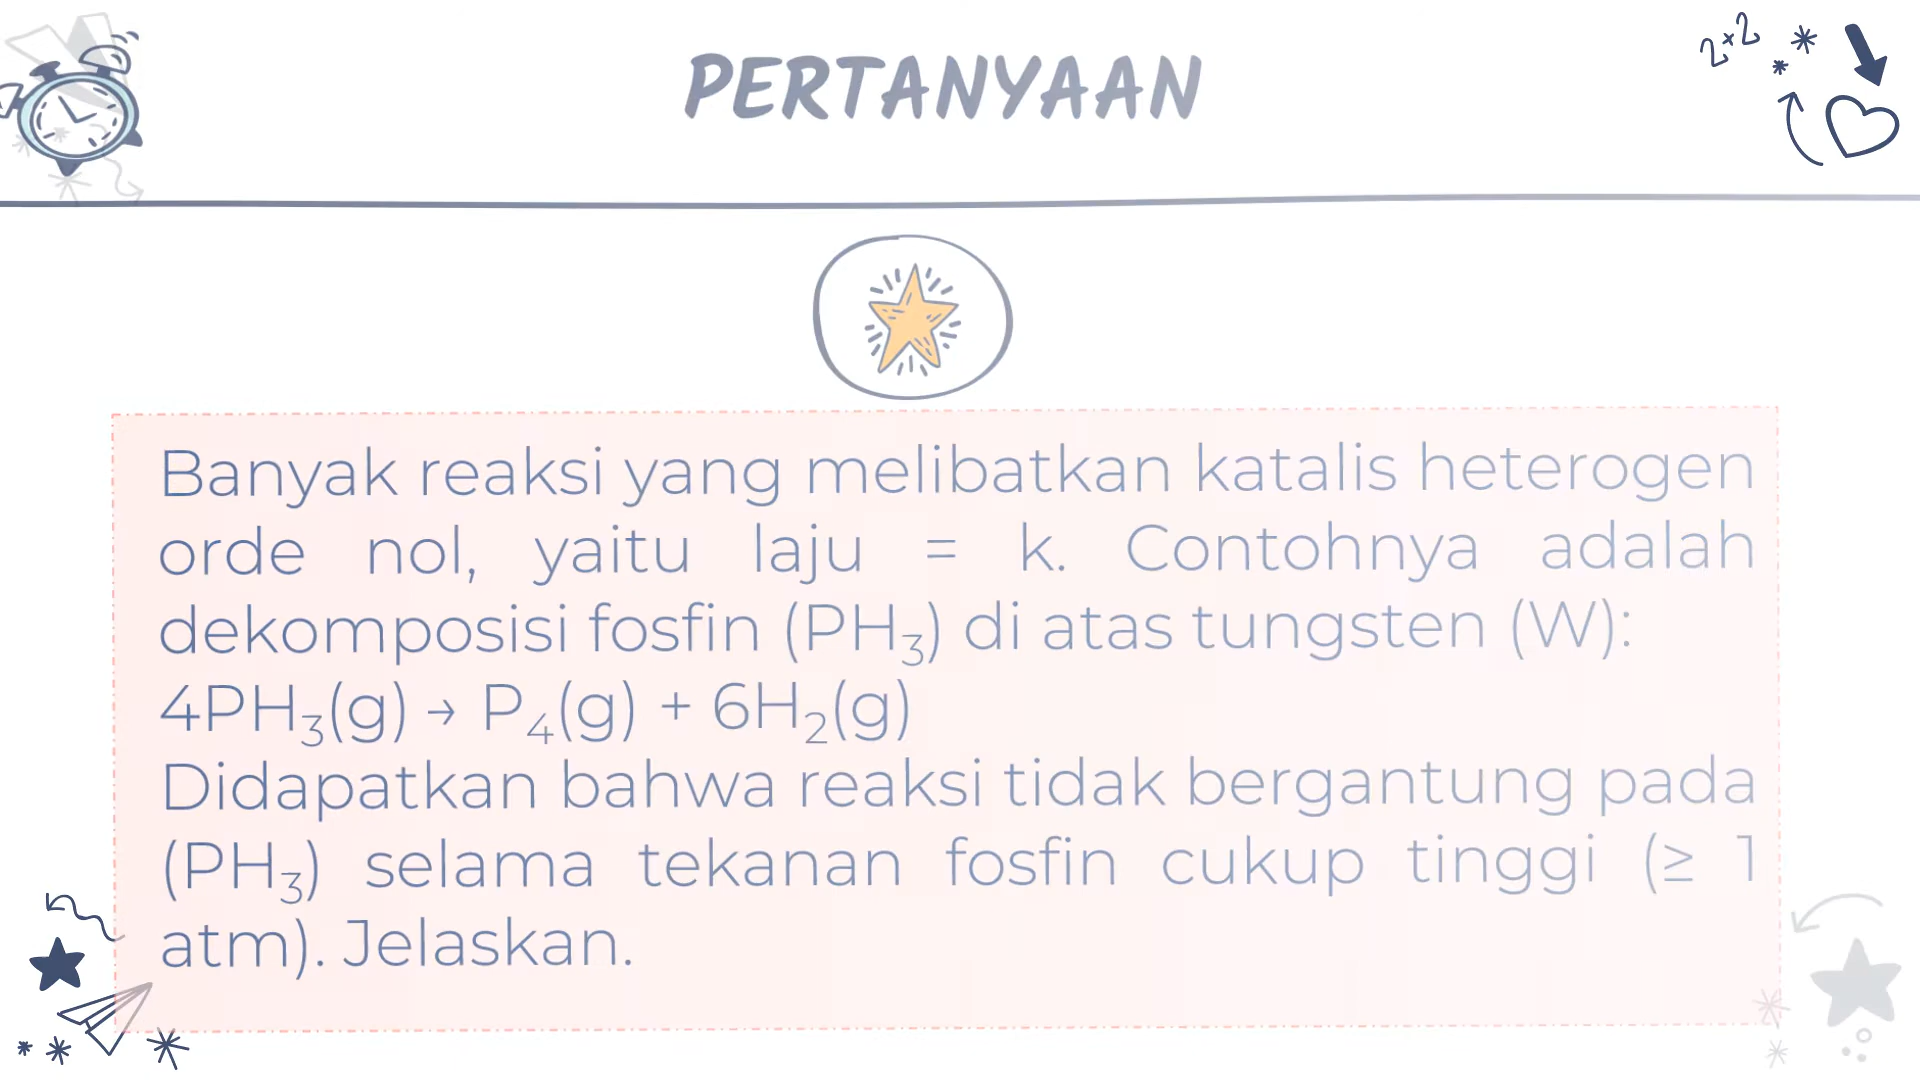 2×2
PERTANYAAN
Banyak reaksi yang melibatkan katalis heterogen
orde nol, yaitu laju = k. Contohnya adalah
dekomposisi fosfin (PH₃) di atas tungsten (W):
4PH₃(g) → P₄(g) + 6H₂(g)
Didapatkan bahwa reaksi tidak bergantung pada
(PH₃) selama tekanan fosfin cukup tinggi (≥ 1
atm). Jelaskan.